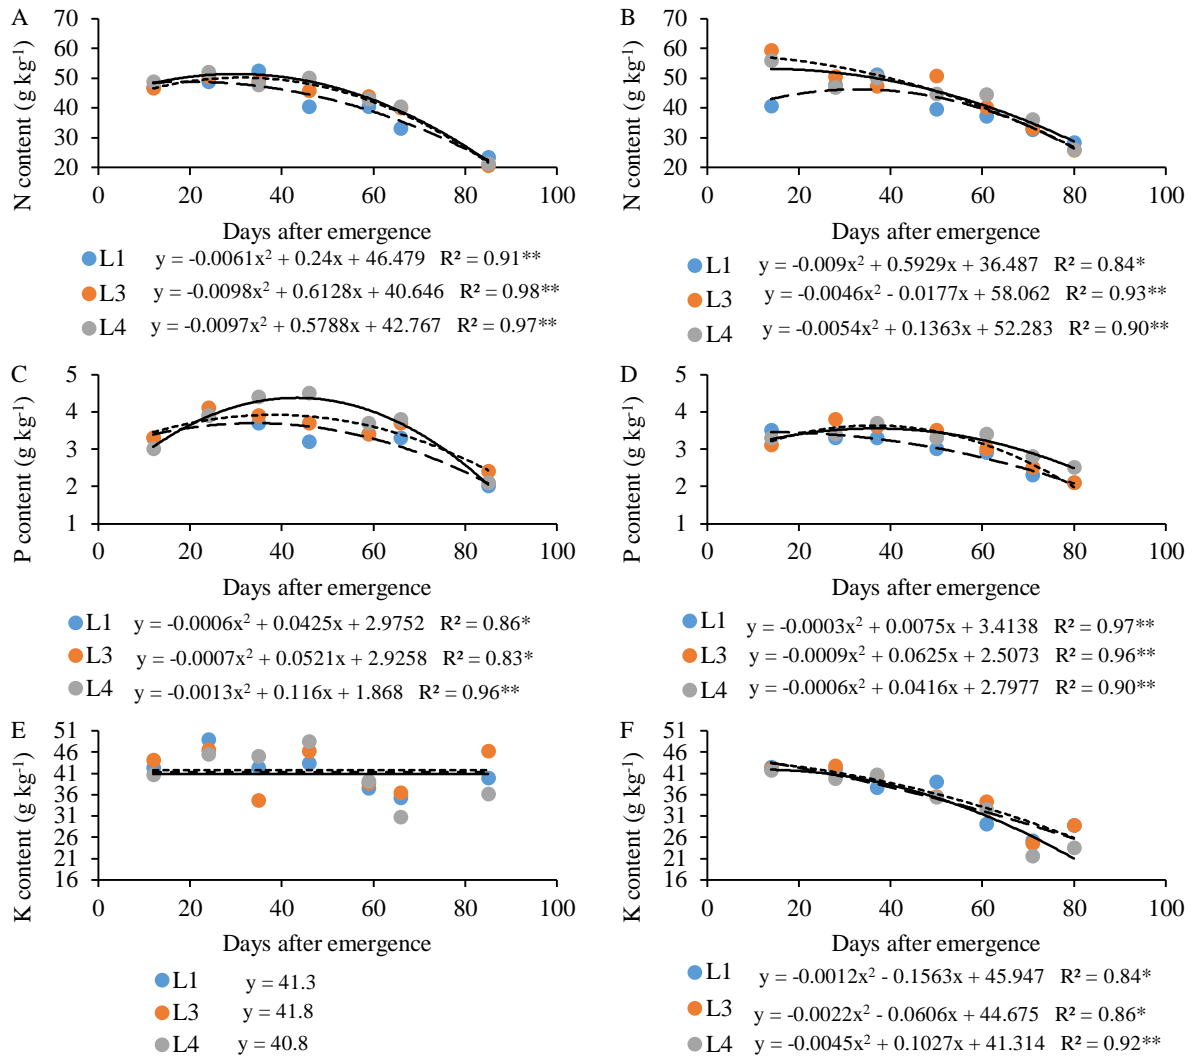 A
N content (g kg-1)
70
60
50
40
30
20
0 20 40 60 80 100
Days after emergence
L1 y = -0.0061x2 + 0.24x + 46.479 R² = 0.91**
L3 y = -0.0098x2 + 0.6128x + 40.646 R² = 0.98**
L4 y = -0.0097x2 + 0.5788x + 42.767 R² = 0.97**
B
N content (g kg-1)
70
60
50
40
30
20
0 20 40 60 80 100
Days after emergence
L1 y = -0.009x2 + 0.5929x + 36.487 R² = 0.84*
L3 y = -0.0046x2 - 0.0177x + 58.062 R² = 0.93**
L4 y = -0.0054x2 + 0.1363x + 52.283 R² = 0.90**
C
P content (g kg-1)
5
4
3
2
1
0 20 40 60 80 100
Days after emergence
L1 y = -0.0006x2 + 0.0425x + 2.9752 R² = 0.86*
L3 y = -0.0007x2 + 0.0521x + 2.9258 R² = 0.83*
L4 y = -0.0013x2 + 0.116x + 1.868 R² = 0.96**
D
P content (g kg-1)
5
4
3
2
1
0 20 40 60 80 100
Days after emergence
L1 y = -0.0003x2 + 0.0075x + 3.4138 R² = 0.97**
L3 y = -0.0009x2 + 0.0625x + 2.5073 R² = 0.96**
L4 y = -0.0006x2 + 0.0416x + 2.7977 R² = 0.90**
E
K content (g kg-1)
51
46
41
36
31
26
21
16
0 20 40 60 80 100
Days after emergence
L1 y = 41.3
L3 y = 41.8
L4 y = 40.8
F
K content (g kg-1)
51
46
41
36
31
26
21
16
0 20 40 60 80 100
Days after emergence
L1 y = -0.0012x2 - 0.1563x + 45.947 R² = 0.84*
L3 y = -0.0022x2 - 0.0606x + 44.675 R² = 0.86*
L4 y = -0.0045x2 + 0.1027x + 41.314 R² = 0.92**